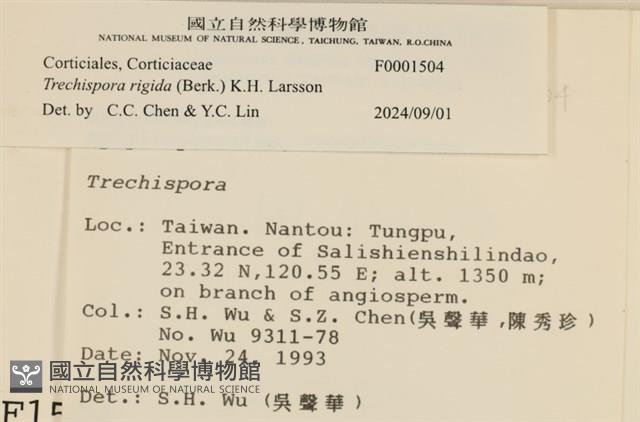 國立自然科學博物館
NATIONAL MUSEUM OF NATURAL SCIENCE, TAICHUNG, TAIWAN, R.O.CHINA
Corticiales, Corticiaceae F0001504
Trechispora rigida (Berk.) K.H. Larsson
Det. by C.C. Chen & Y.C. Lin 2024/09/01
Trechispora
Loc.: Taiwan. Nantou: Tungpu,
Entrance of Salishienshilindao,
23.32 N,120.55 E; alt. 1350 m;
on branch of angiosperm.
Col.: S.H. Wu & S.Z. Chen(吳聲華,陳秀珍)
No. Wu 9311-78
Date: Nov. 24, 1993
國立自然科學博物館
NATIONAL MUSEUM OF NATURAL SCIENCE
Det.: S.H. Wu (吳聲華)